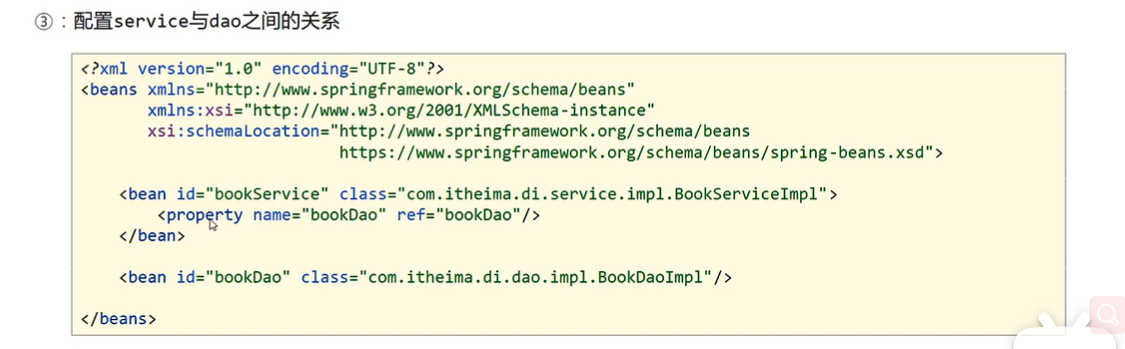 ③：配置service与dao之间的关系
<?xml version="1.0" encoding="UTF-8"?>
<beans xmlns="http://www.springframework.org/schema/beans"
xmlns:xsi="http://www.w3.org/2001/XMLSchema-instance"
xsi:schemaLocation="http://www.springframework.org/schema/beans
https://www.springframework.org/schema/beans/spring-beans.xsd">
<bean id="bookService" class="com.itheima.di.service.impl.BookServiceImpl">
<property name="bookDao" ref="bookDao"/>
</bean>
<bean id="bookDao" class="com.itheima.di.dao.impl.BookDaoImpl"/>
</beans>